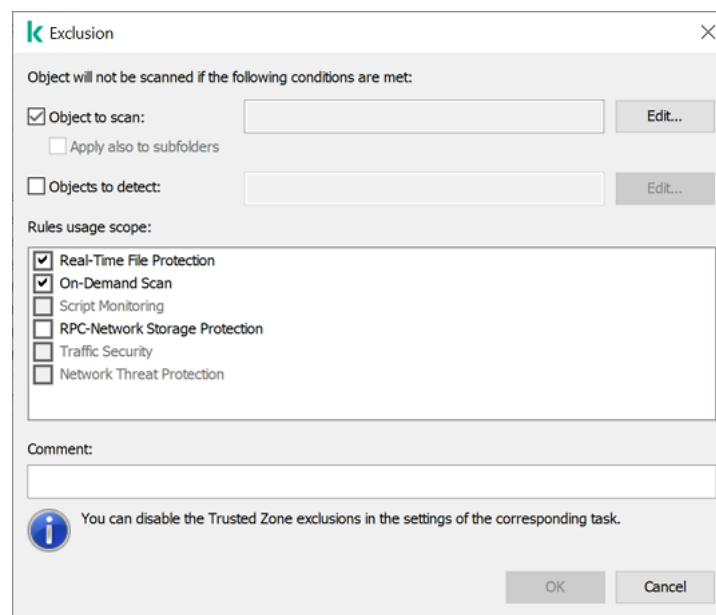 Exclusion
Object will not be scanned if the following conditions are met:
Object to scan:
Edit...
Apply also to subfolders
Objects to detect:
Edit...
Rules usage scope:
Real-Time File Protection
On-Demand Scan
Script Monitoring
RPC-Network Storage Protection
Traffic Security
Network Threat Protection
Comment:
You can disable the Trusted Zone exclusions in the settings of the corresponding task.
OK
Cancel